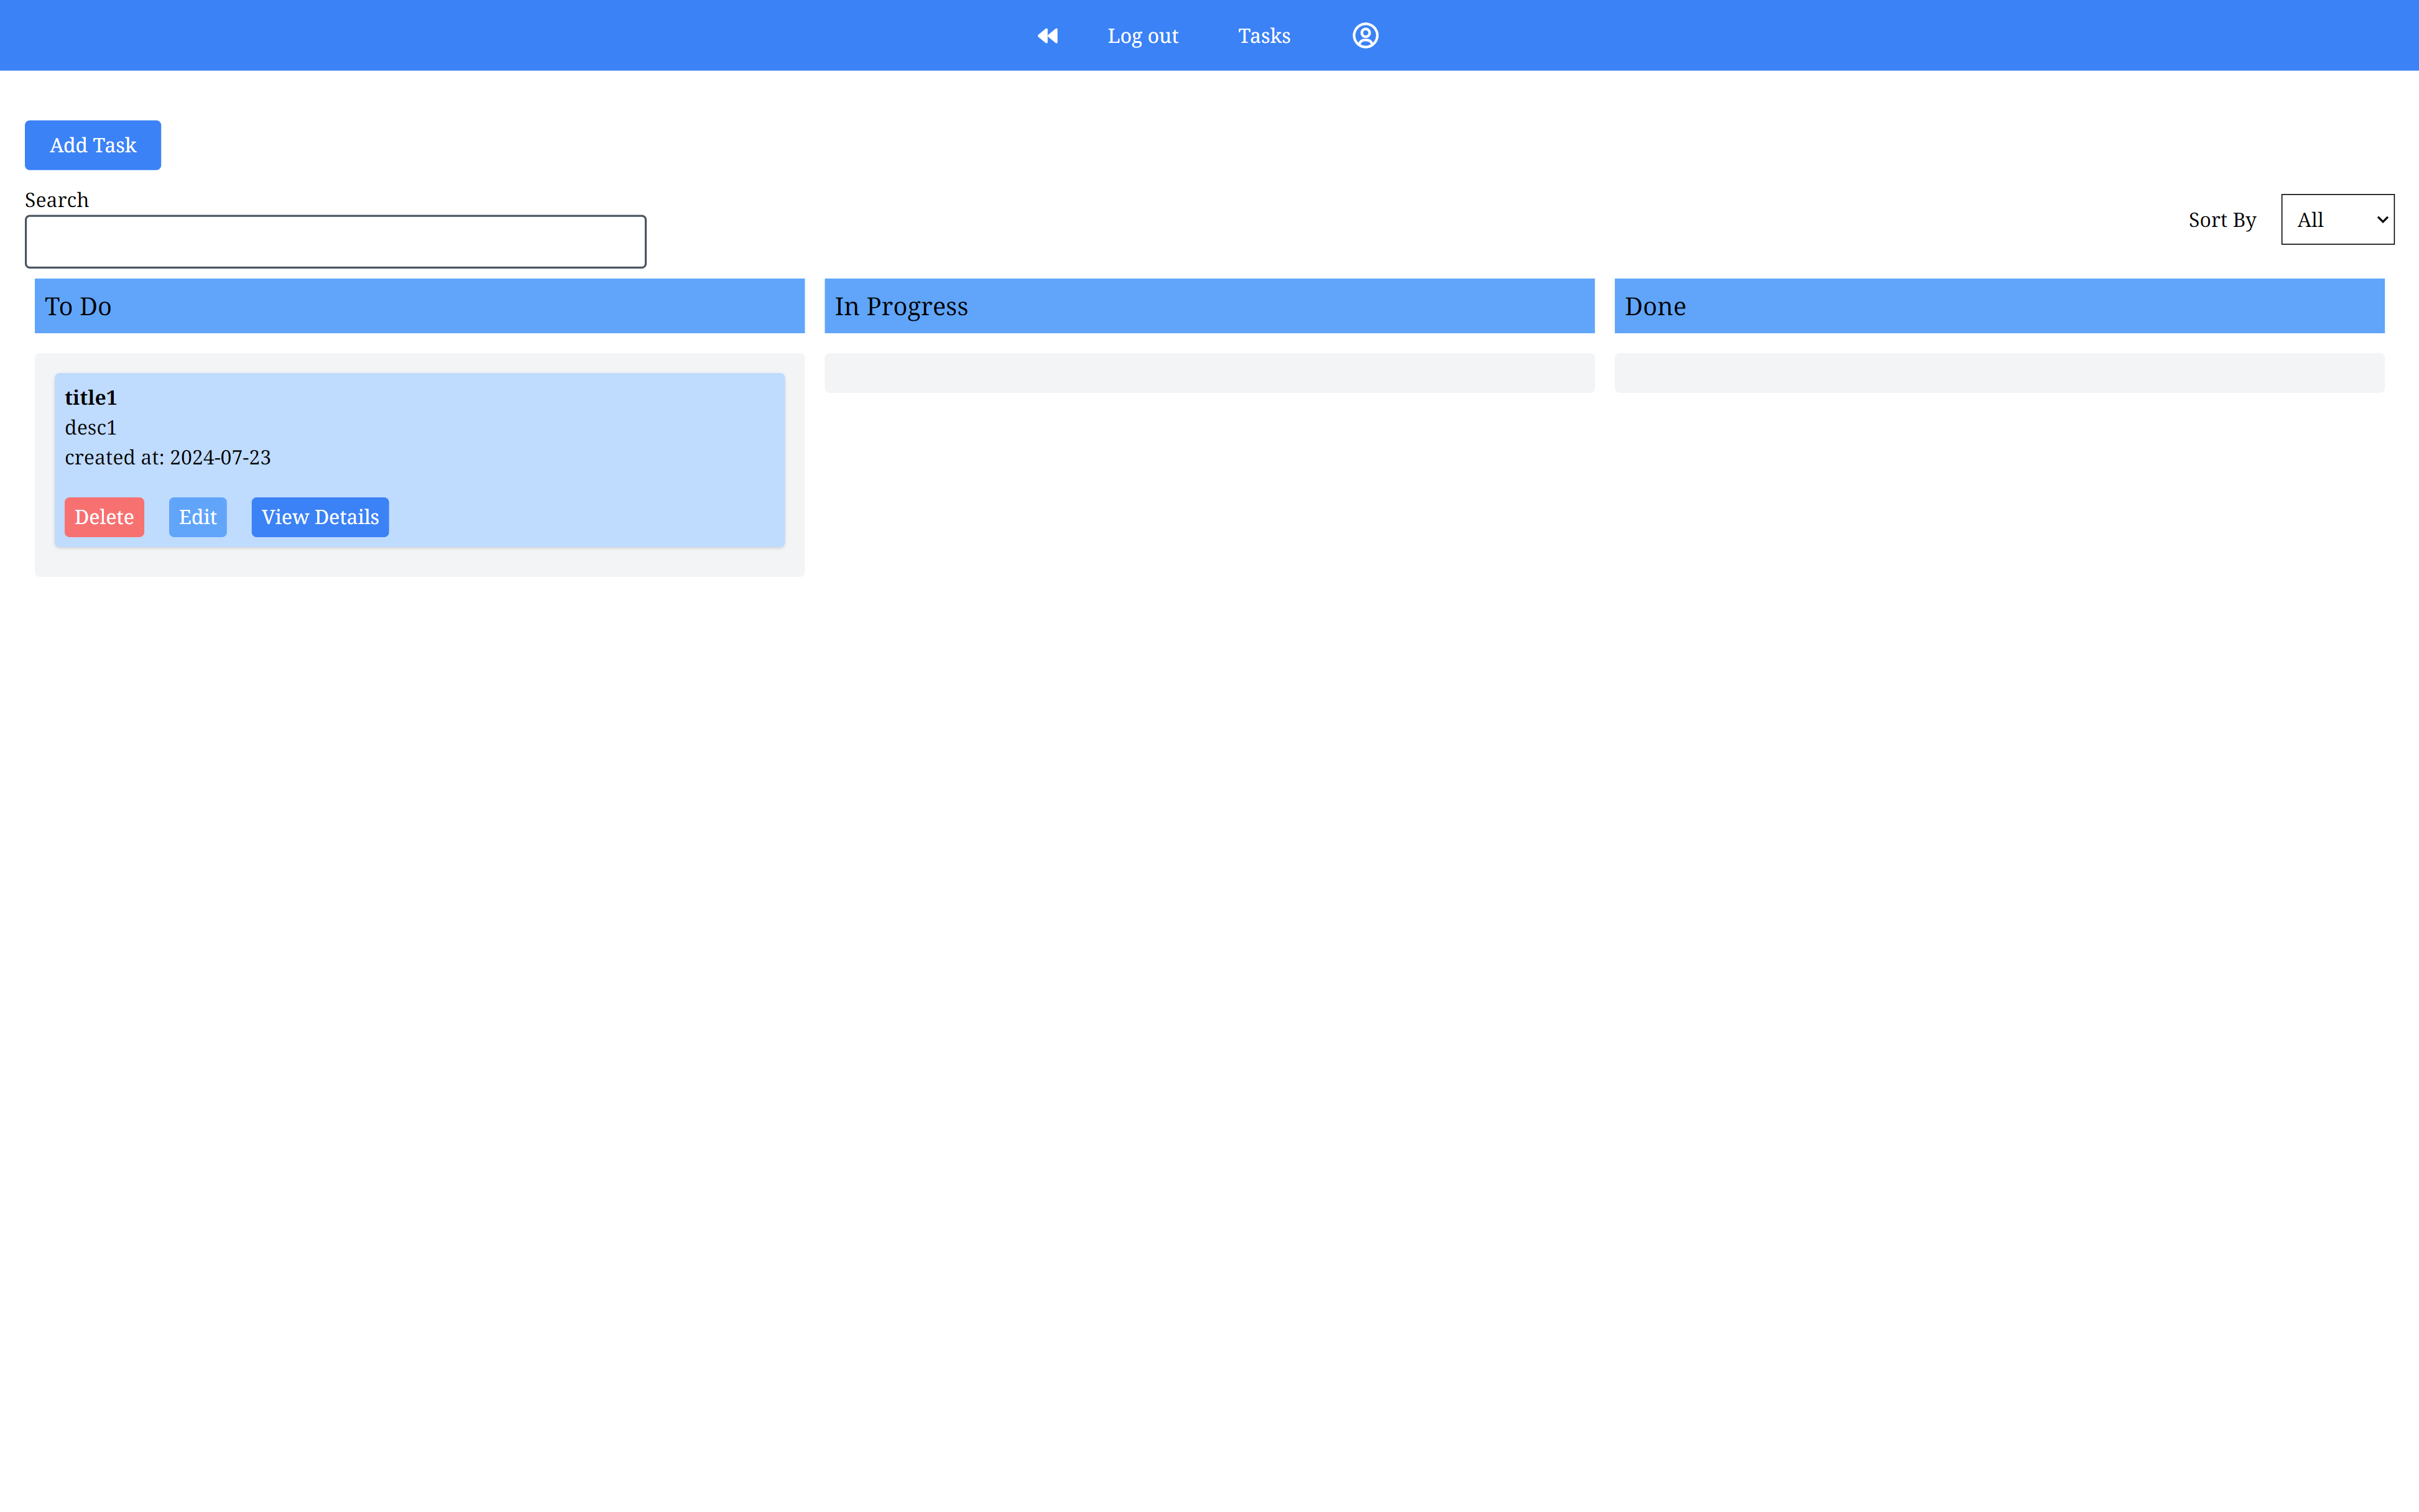 Log out Tasks
Add Task
Search
Sort By All
To Do
In Progress
Done
title1
desc1
created at: 2024-07-23
Delete Edit View Details